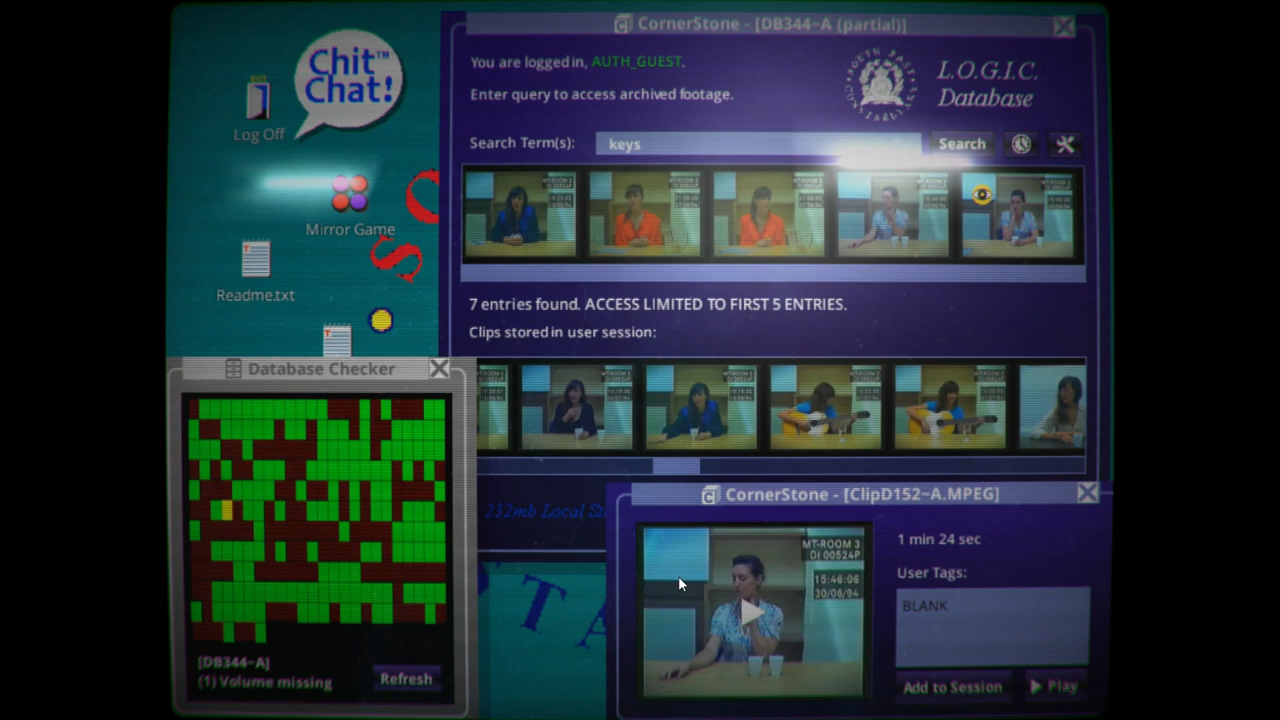 CornerStone - [DB344~A (partial)]
Chit™
Chat!
Log Off
You are logged in, AUTH_GUEST.
Enter query to access archived footage.
L.O.G.I.C.
Database
Search Term(s):
keys
Search
Mirror Game
Readme.txt
7 entries found. ACCESS LIMITED TO FIRST 5 ENTRIES.
Clips stored in user session:
Database Checker
232mb Local
CornerStone - [ClipD152~A.MPEG]
MT-ROOM 3
DI 00524P
15:46:06
30/06/94
1 min 24 sec
User Tags:
BLANK
Add to Session
Play
[DB344~A]
(1) Volume missing
Refresh